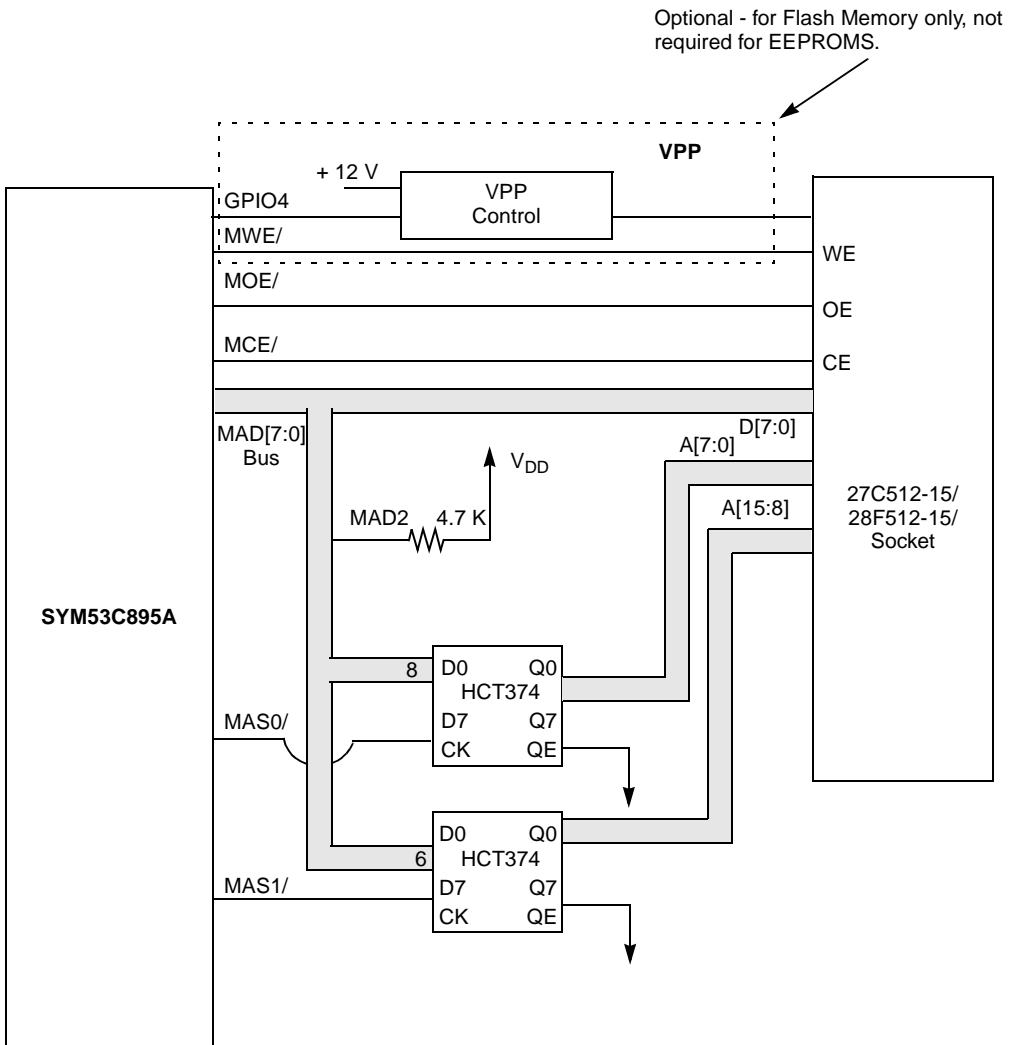 Optional - for Flash Memory only, not
required for EEPROMS.
VPP
+ 12 V
VPP
Control
GPIO4
MWE/
WE
MOE/
OE
MCE/
CE
MAD[7:0]
Bus
D[7:0]
A[7:0]
VDD
27C512-15/
28F512-15/
Socket
A[15:8]
MAD2
4.7 K
SYM53C895A
8
D0 Q0
HCT374
D7 Q7
CK QE
MAS0/
D0 Q0
6
HCT374
D7 Q7
CK QE
MAS1/